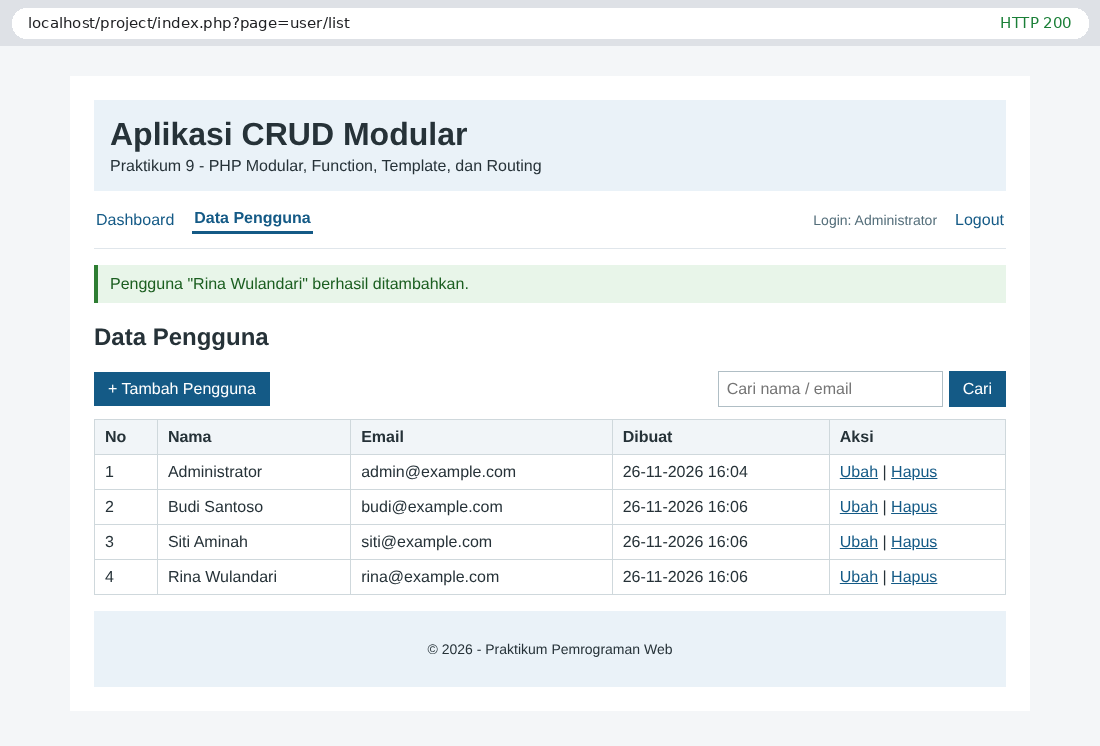 localhost/project/index.php?page=user/list HTTP 200
Aplikasi CRUD Modular
Praktikum 9 - PHP Modular, Function, Template, dan Routing
Dashboard Data Pengguna Login: Administrator Logout
Pengguna "Rina Wulandari" berhasil ditambahkan.
Data Pengguna
+ Tambah Pengguna Cari nama / email Cari
No Nama Email Dibuat Aksi
1 Administrator admin@example.com 26-11-2026 16:04 Ubah | Hapus
2 Budi Santoso budi@example.com 26-11-2026 16:06 Ubah | Hapus
3 Siti Aminah siti@example.com 26-11-2026 16:06 Ubah | Hapus
4 Rina Wulandari rina@example.com 26-11-2026 16:06 Ubah | Hapus
© 2026 - Praktikum Pemrograman Web